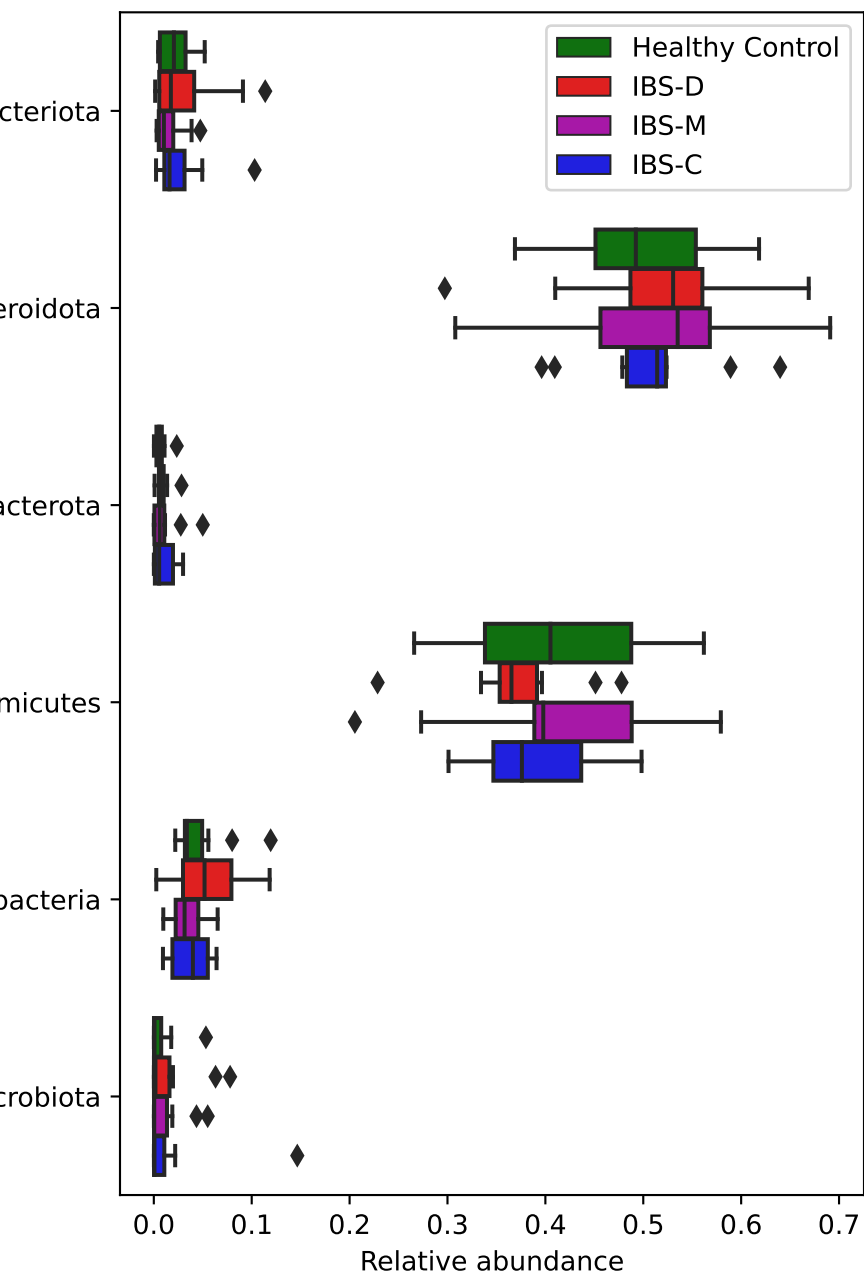 cteriota
eroidota
acterota
micutes
bacteria
crobiota
Healthy Control
IBS-D
IBS-M
IBS-C
0.0 0.1 0.2 0.3 0.4 0.5 0.6 0.7
Relative abundance